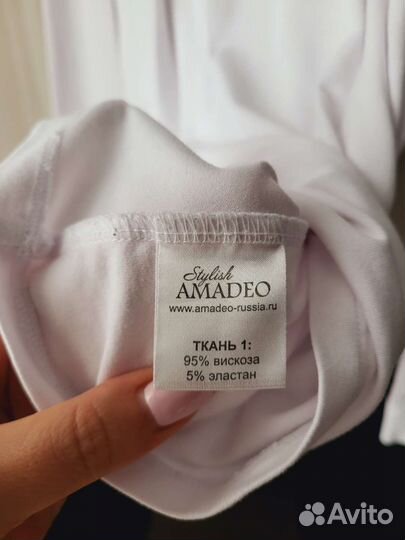 Stylish
AMADEO
www.amadeo-russia.ru
ТКАНЬ 1:
95% вискоза
5% эластан
Avito